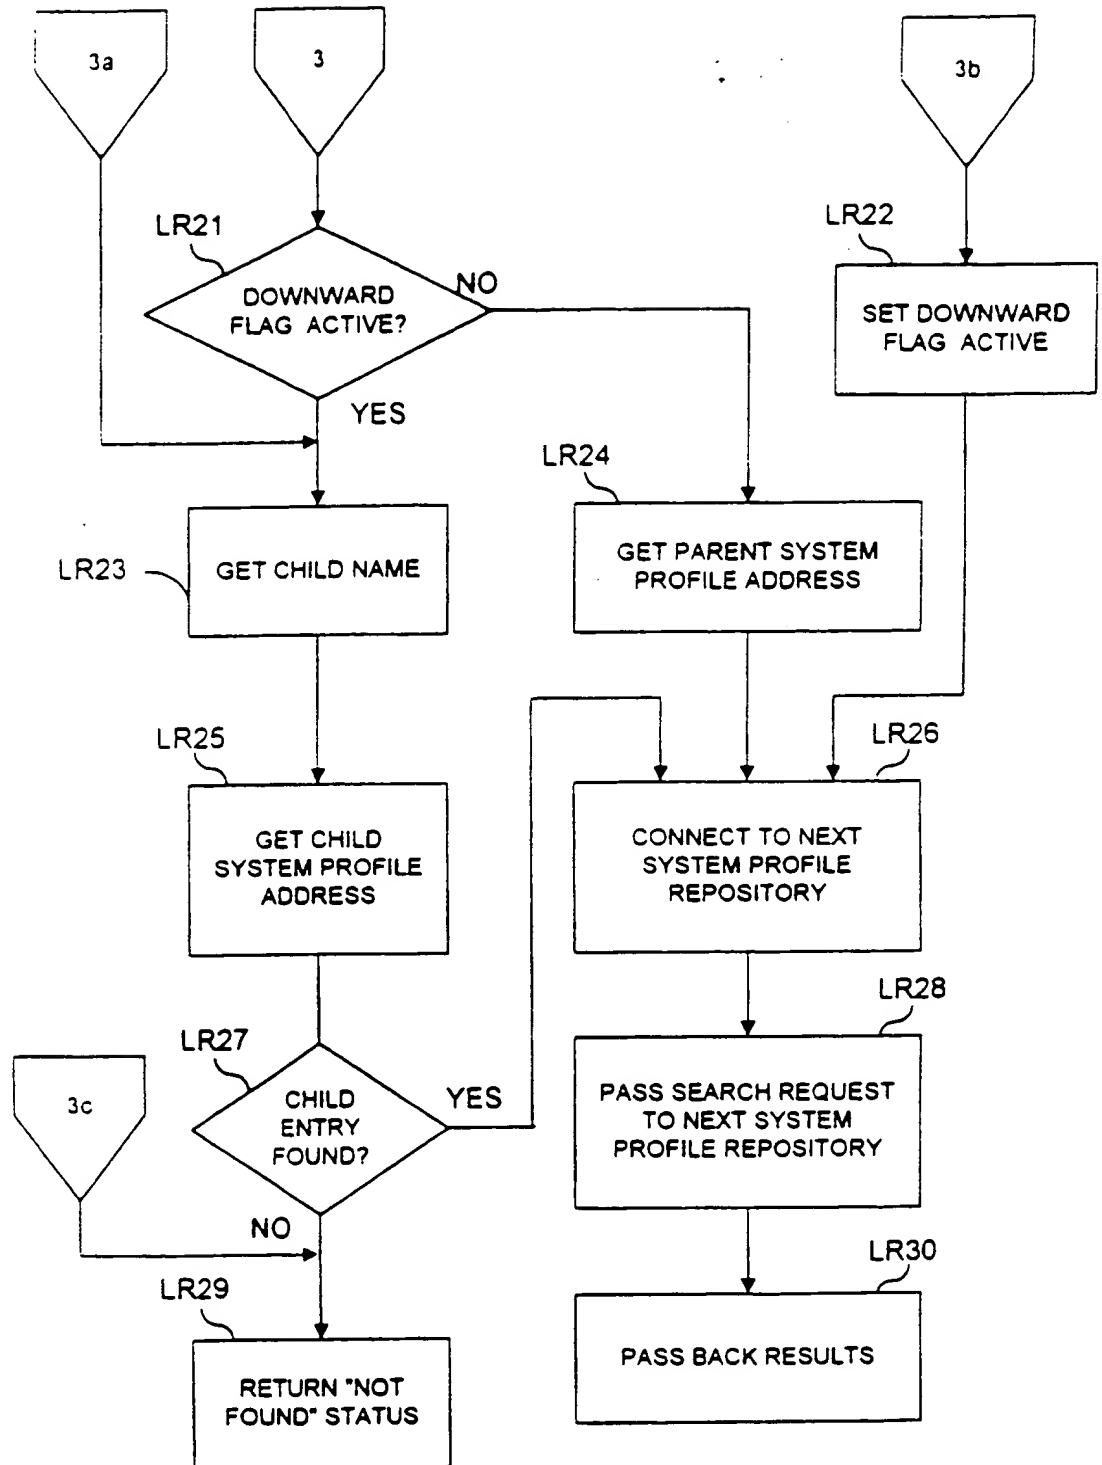 3a
3
3b
LR21
LR22
DOWNWARD
FLAG ACTIVE?
NO
YES
SET DOWNWARD
FLAG ACTIVE
LR24
LR23
GET CHILD NAME
GET PARENT SYSTEM
PROFILE ADDRESS
LR25
LR26
GET CHILD
SYSTEM PROFILE
ADDRESS
CONNECT TO NEXT
SYSTEM PROFILE
REPOSITORY
LR28
LR27
3c
CHILD
ENTRY
FOUND?
YES
NO
PASS SEARCH REQUEST
TO NEXT SYSTEM
PROFILE REPOSITORY
LR30
LR29
RETURN "NOT
FOUND" STATUS
PASS BACK RESULTS